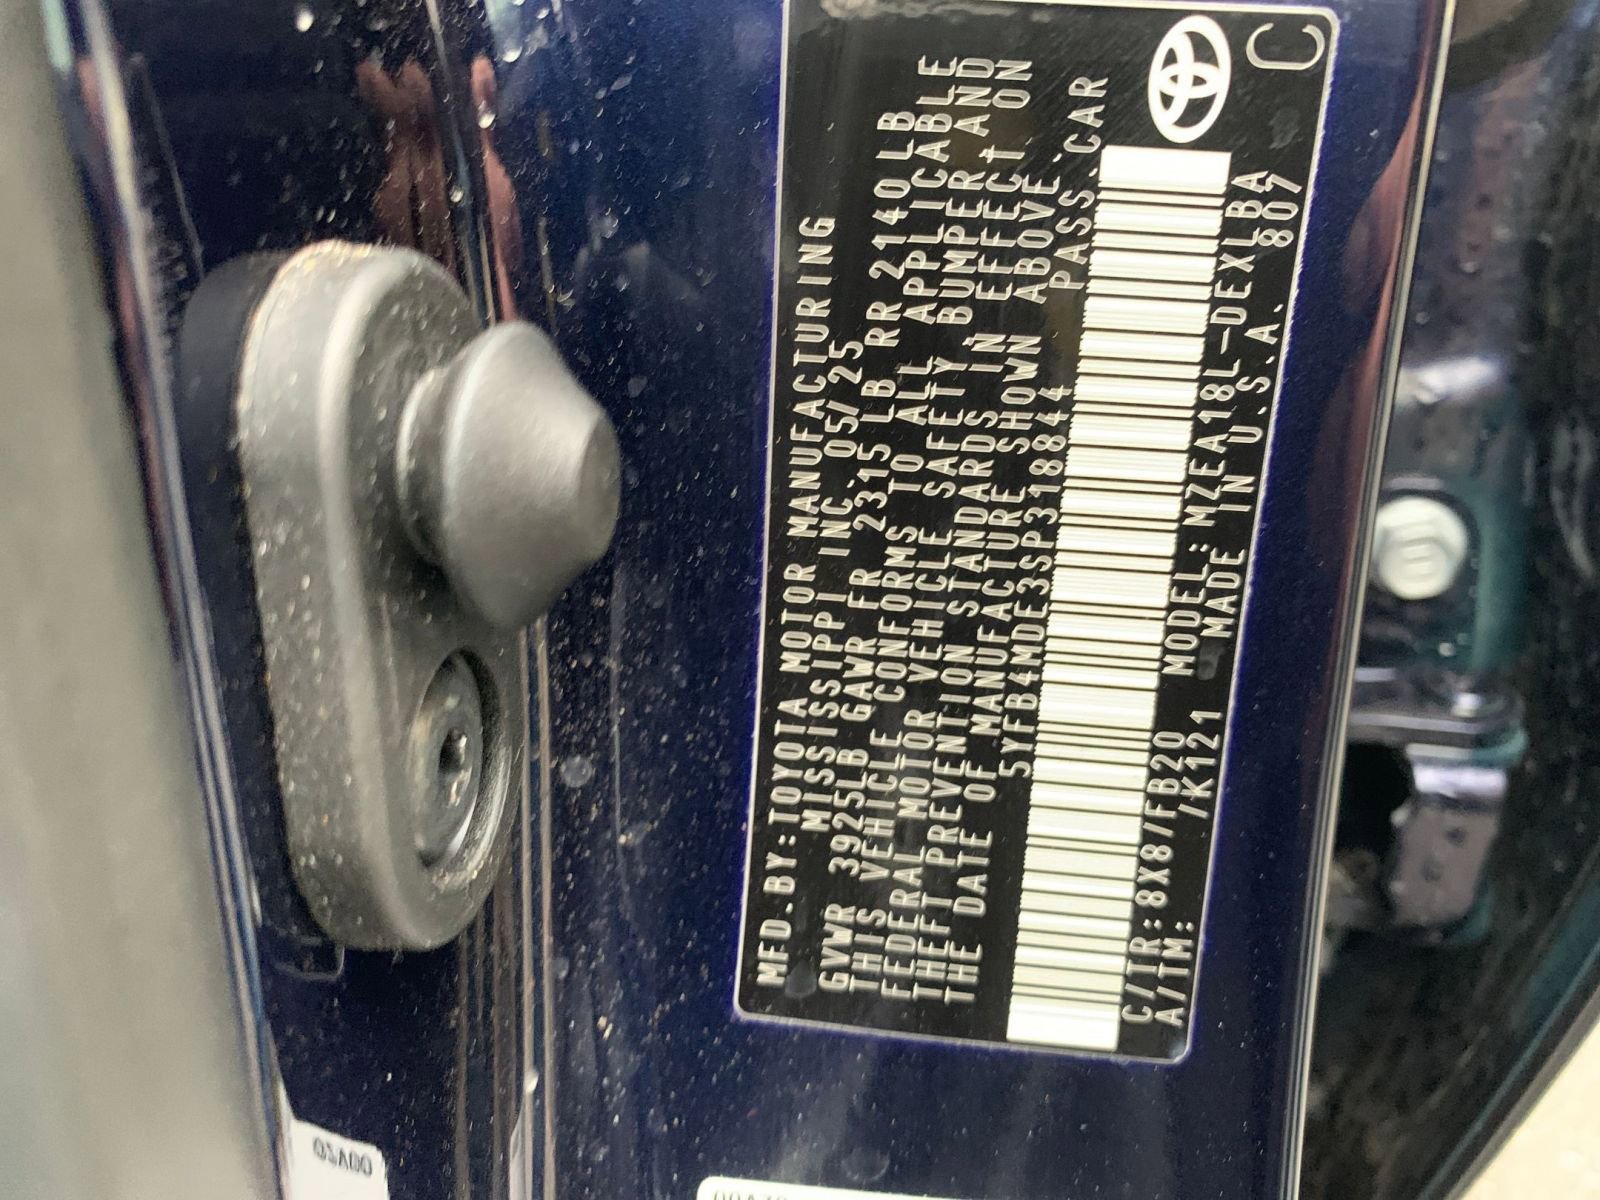 MFD.BY:TOYOTA MOTOR MANUFACTURING
MISSISSIPPI INC. 05/25
GVWR 3925LB GAWR FR 2315LB RR 2140LB
THIS VEHICLE CONFORMS TO ALL APPLICABLE
FEDERAL MOTOR VEHICLE SAFETY BUMPER AND
THEFT PREVENTION STANDARDS IN EFFECT ON
THE DATE OF MANUFACTURE SHOWN ABOVE.
5YFB4MDE3SP318844 PASS.CAR
C/TR:8X8/FB20 MODEL:MZEA18L-DEXLBA
A/TM: /K121 MADE IN U.S.A. 807
C
00A20